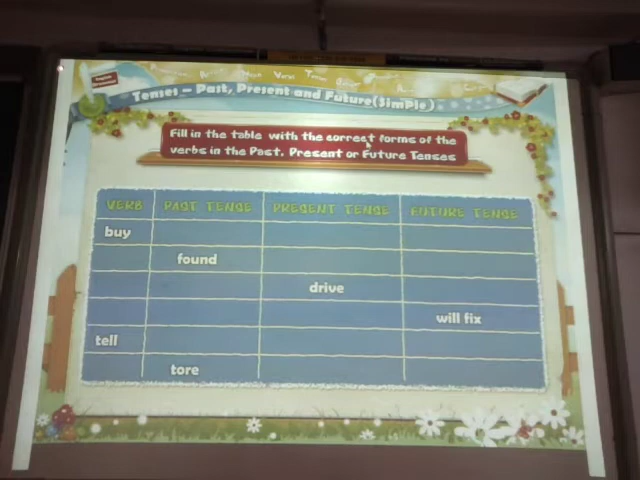 Tenses – Past, Present and Future(Simple)
Fill in the table with the correct forms of the
verbs in the Past, Present or Future Tenses
VERB PAST TENSE PRESENT TENSE FUTURE TENSE
buy
found
drive
will fix
tell
tore